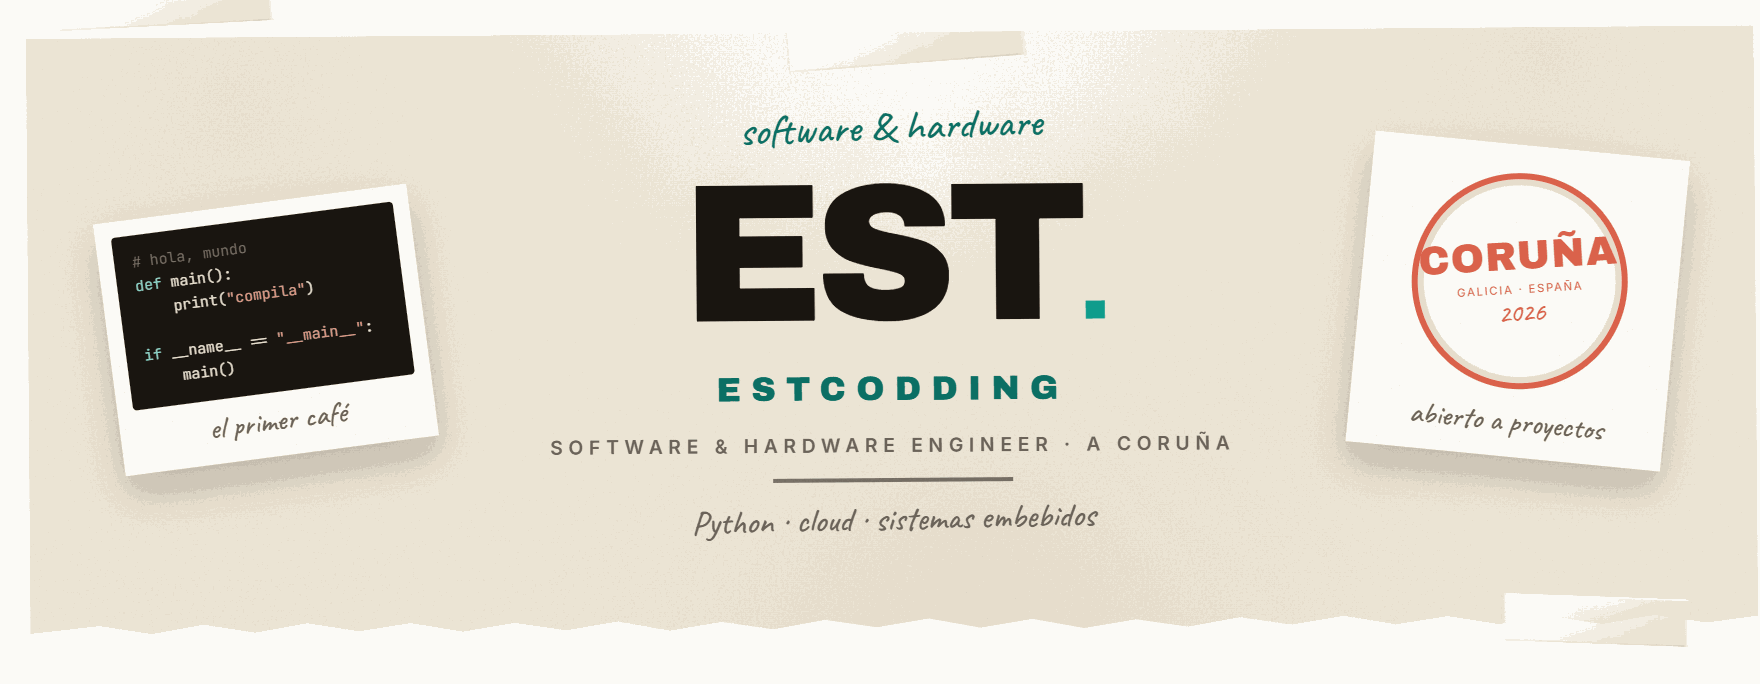 software & hardware
EST.
ESTCODDING
SOFTWARE & HARDWARE ENGINEER · A CORUÑA
Python · cloud · sistemas embebidos
# hola, mundo
def main():
    print("compila")
if __name__ == "__main__":
    main()
el primer café
CORUÑA
GALICIA · ESPAÑA
2026
abierto a proyectos